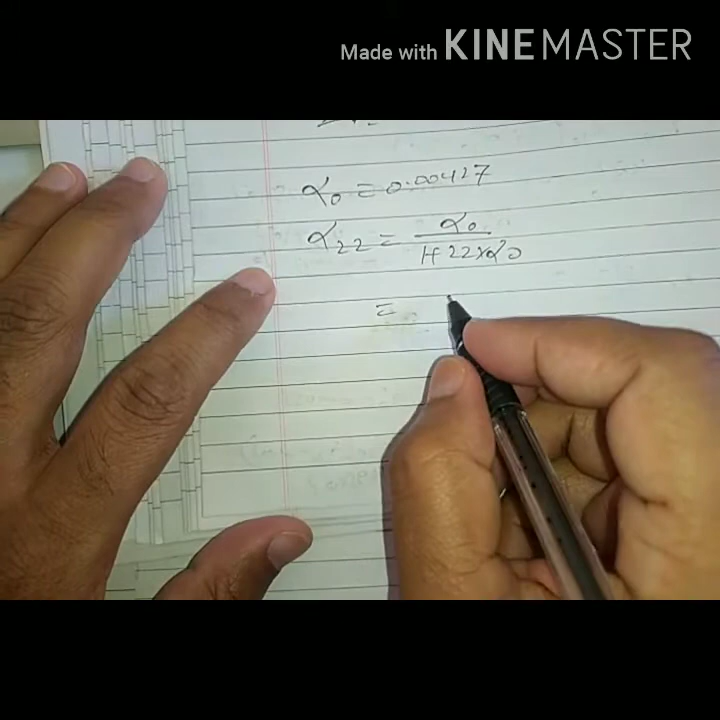 Made with KINEMASTER
α₀ = 0.00427
α₂₂ = α₀ / 1+22×α₀
=